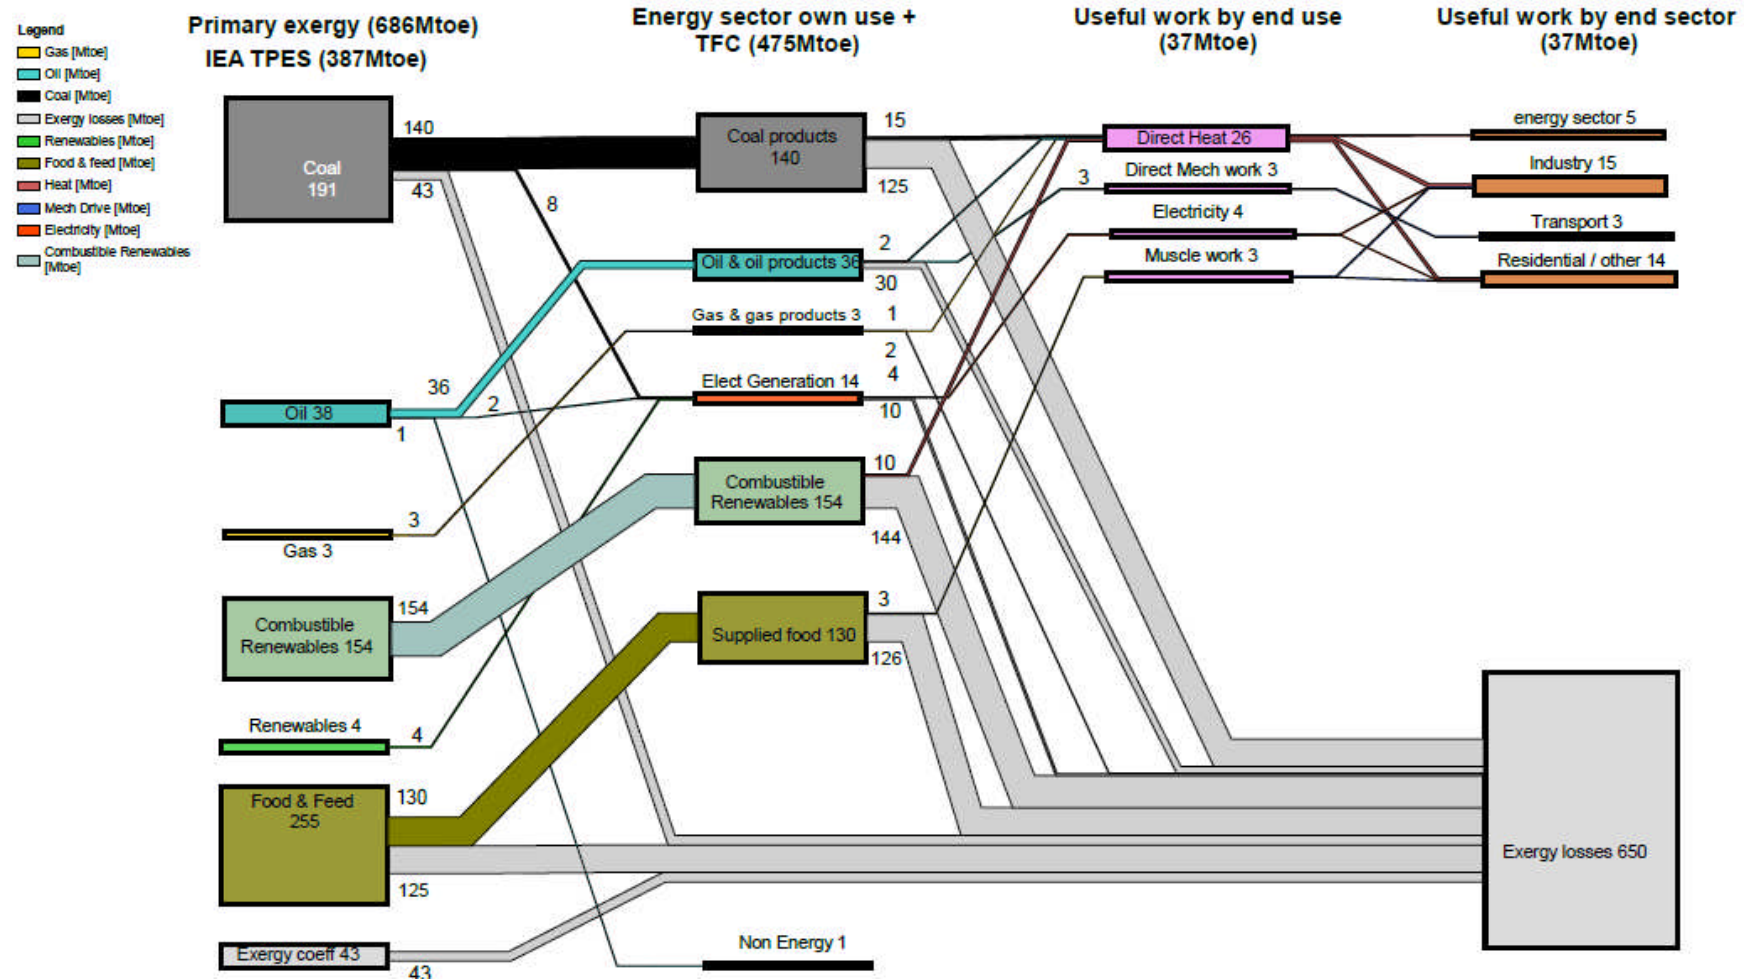 Primary exergy (686Mtoe)
IEA TPES (387Mtoe)
Energy sector own use +
TFC (475Mtoe)
Useful work by end use
(37Mtoe)
Useful work by end sector
(37Mtoe)
Legend
Gas [Mtoe]
Oil [Mtoe]
Coal [Mtoe]
Exergy losses [Mtoe]
Renewables [Mtoe]
Food & feed [Mtoe]
Heat [Mtoe]
Mech Drive [Mtoe]
Electricity [Mtoe]
Combustible Renewables
[Mtoe]
Coal
191
140
43
8
Oil 38
36
2
1
Gas 3
3
Combustible
Renewables 154
154
Renewables 4
4
Food & Feed
255
130
125
Exergy coeff 43
43
Coal products
140
15
125
Oil & oil products 36
2
30
3
Gas & gas products 3
1
2
Elect Generation 14
4
10
Combustible
Renewables 154
10
144
Supplied food 130
3
126
Non Energy 1
Direct Heat 26
Direct Mech work 3
Electricity 4
Muscle work 3
energy sector 5
Industry 15
Transport 3
Residential / other 14
Exergy losses 650